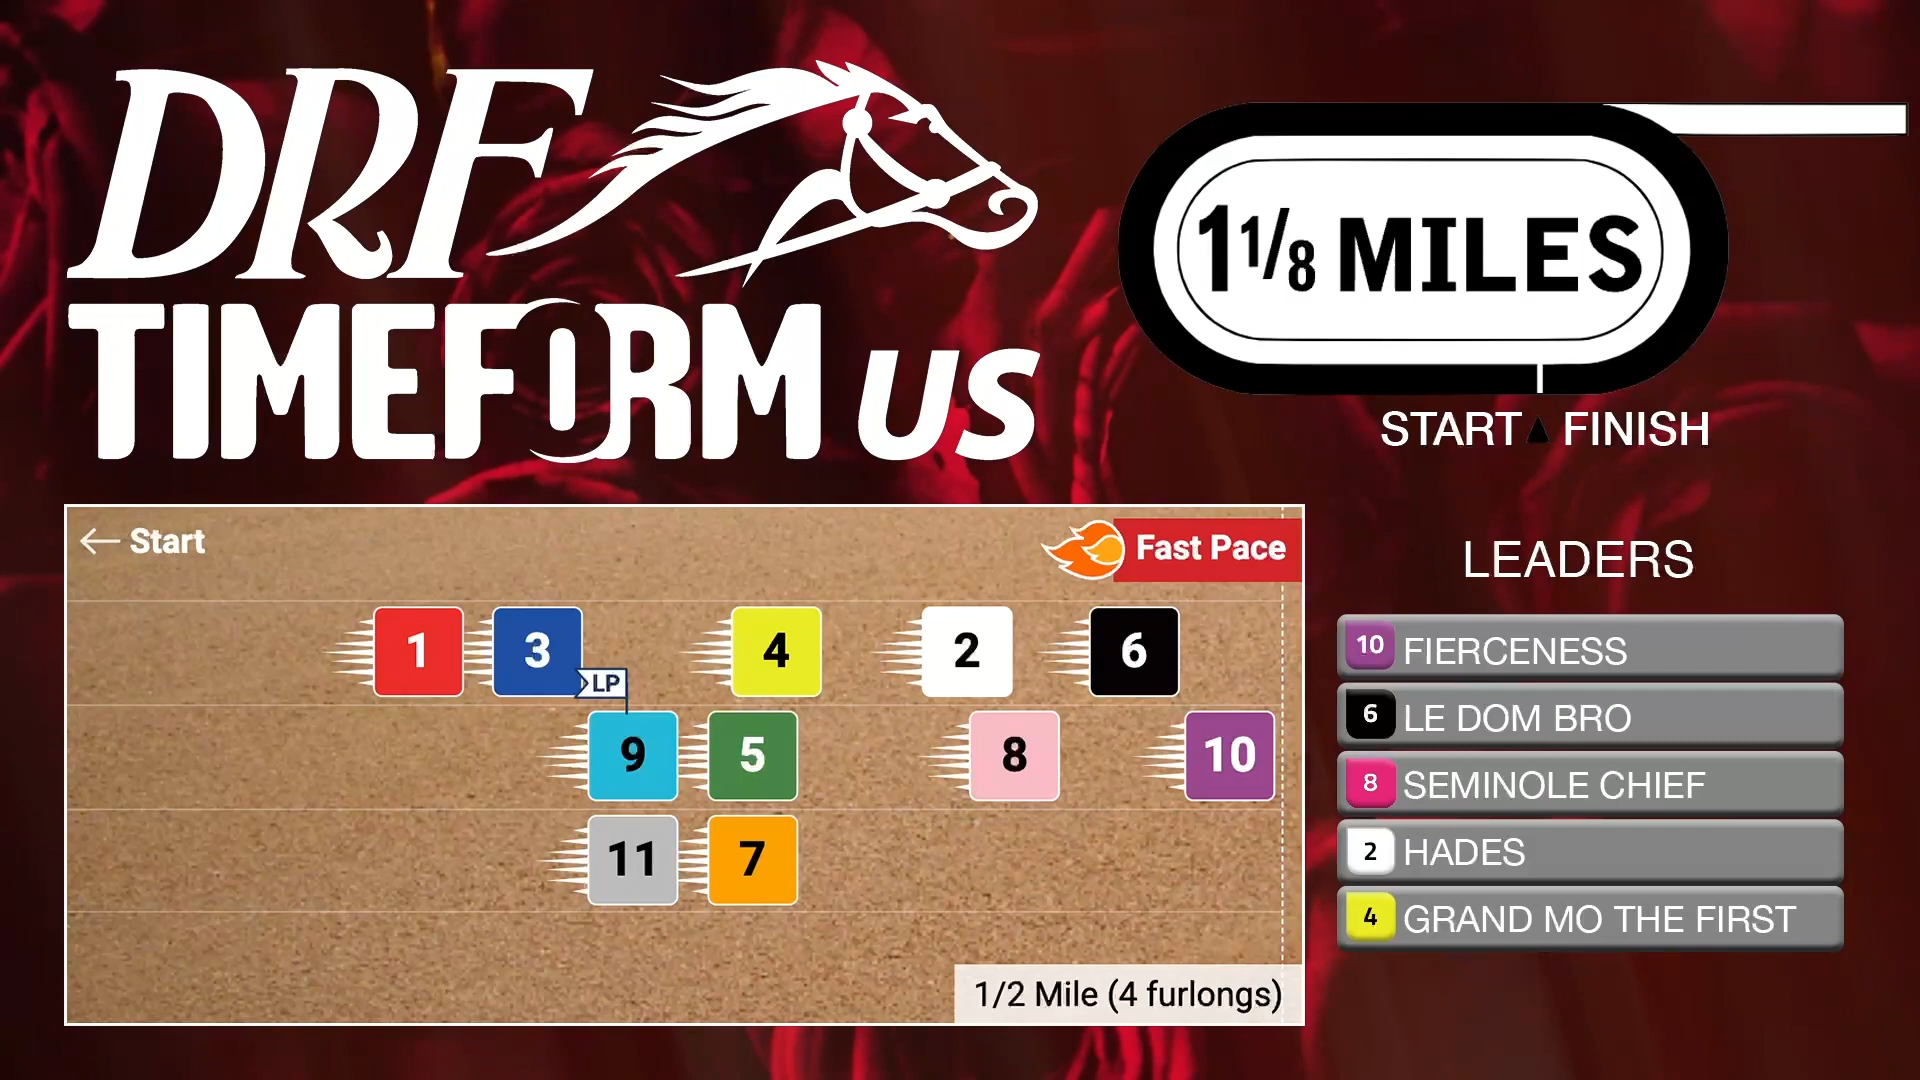 DRF
TIMEFORM US
1 1/8 MILES
START FINISH
← Start
Fast Pace
1 3 4 2 6
LP
9 5 8 10
11 7
1/2 Mile (4 furlongs)
LEADERS
10 FIERCENESS
6 LE DOM BRO
8 SEMINOLE CHIEF
2 HADES
4 GRAND MO THE FIRST